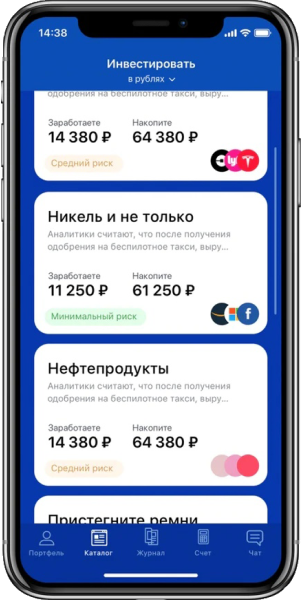 14:38
Инвестировать
в рублях
одобрения на беспилотное такси, выру...
Заработаете
Накопите
14 380 ₽
64 380 ₽
Средний риск
Никель и не только
Аналитики считают, что после получения
одобрения на беспилотное такси, выру...
Заработаете
Накопите
11 250 ₽
61 250 ₽
Минимальный риск
f
Нефтепродукты
Аналитики считают, что после получения
одобрения на беспилотное такси, выру...
Заработаете
Накопите
14 380 ₽
64 380 ₽
Средний риск
Пристегните ремни
Портфель
Каталог
Журнал
Счет
Чат